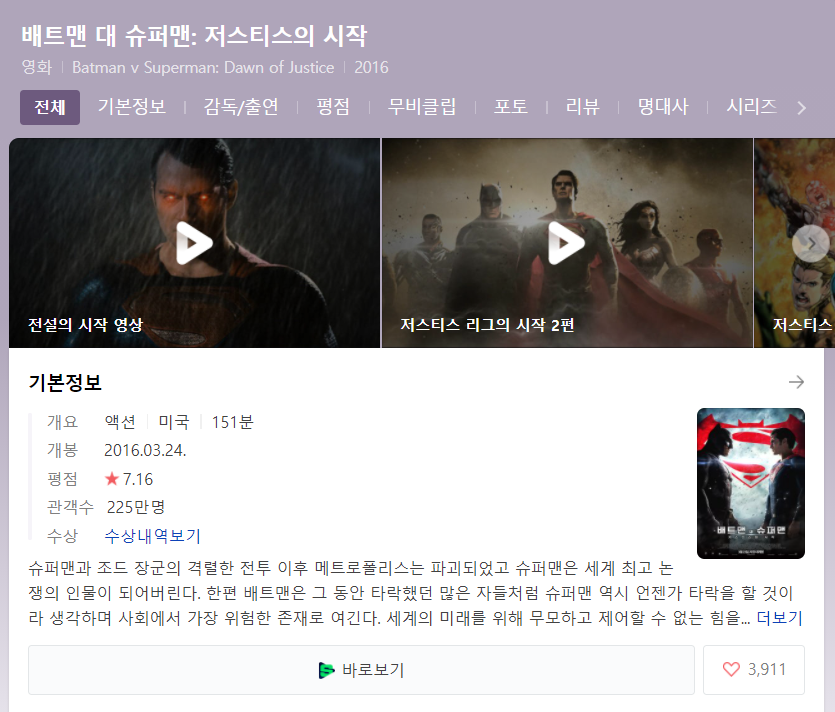 배트맨 대 슈퍼맨: 저스티스의 시작
영화 Batman v Superman: Dawn of Justice 2016
전체 기본정보 감독/출연 평점 무비클립 포토 리뷰 명대사 시리즈
전설의 시작 영상 저스티스 리그의 시작 2편 저스티스
기본정보
개요 액션 미국 151분
개봉 2016.03.24.
평점 7.16
관객수 225만명
수상 수상내역보기
배트맨 대 슈퍼맨
슈퍼맨과 조드 장군의 격렬한 전투 이후 메트로폴리스는 파괴되었고 슈퍼맨은 세계 최고 논
쟁의 인물이 되어버린다. 한편 배트맨은 그 동안 타락했던 많은 자들처럼 슈퍼맨 역시 언젠가 타락을 할 것이
라 생각하며 사회에서 가장 위험한 존재로 여긴다. 세계의 미래를 위해 무모하고 제어할 수 없는 힘을... 더보기
바로보기 3,911